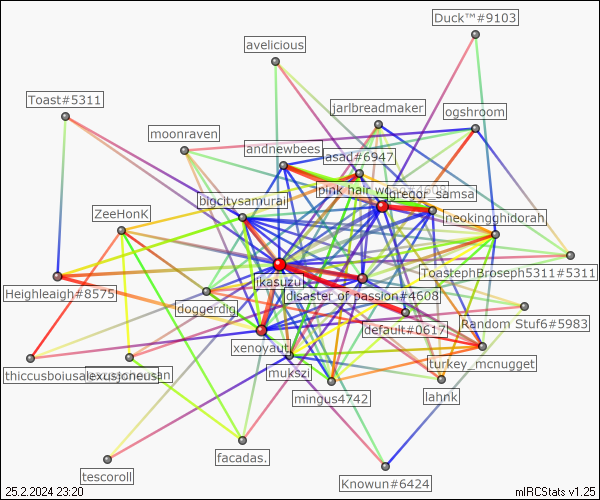 Duck™#9103
avelicious
Toast#5311
jarlbreadmaker
ogshroom
moonraven
andnewbees
asad#6947
pink hair
gregor_samsa
bigcitysamurai
ZeeHonK
neokingghidorah
ToastephBroseph5311#5311
jkasuzu
Heighleaigh#8575
disaster of passion#4608
doggerdig
Random Stuf6#5983
default#0617
xenoyaut
turkey_mcnugget
mukszi
mingus4742
lahnk
facadas.
tescoroll
Knowun#6424
25.2.2024 23:20
mIRCStats v1.25